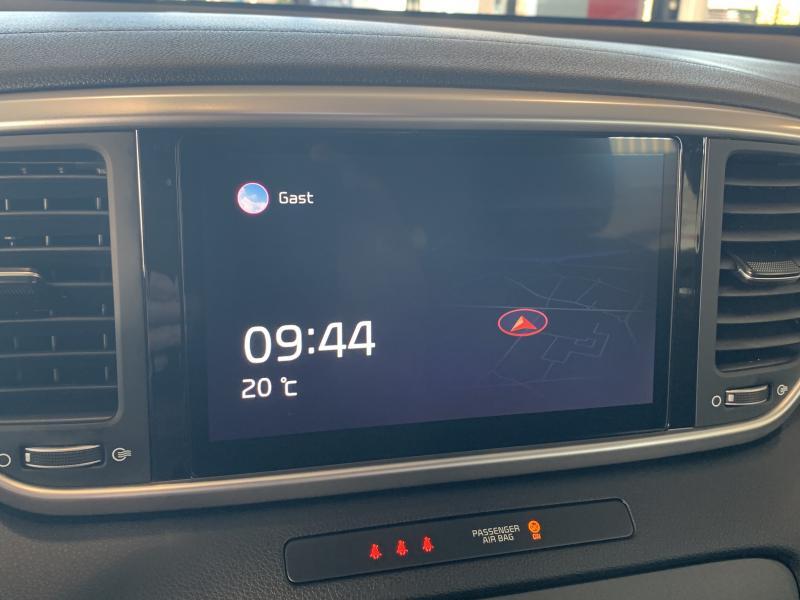 Gast
09:44
20 °C
PASSENGER
AIR BAG
ON